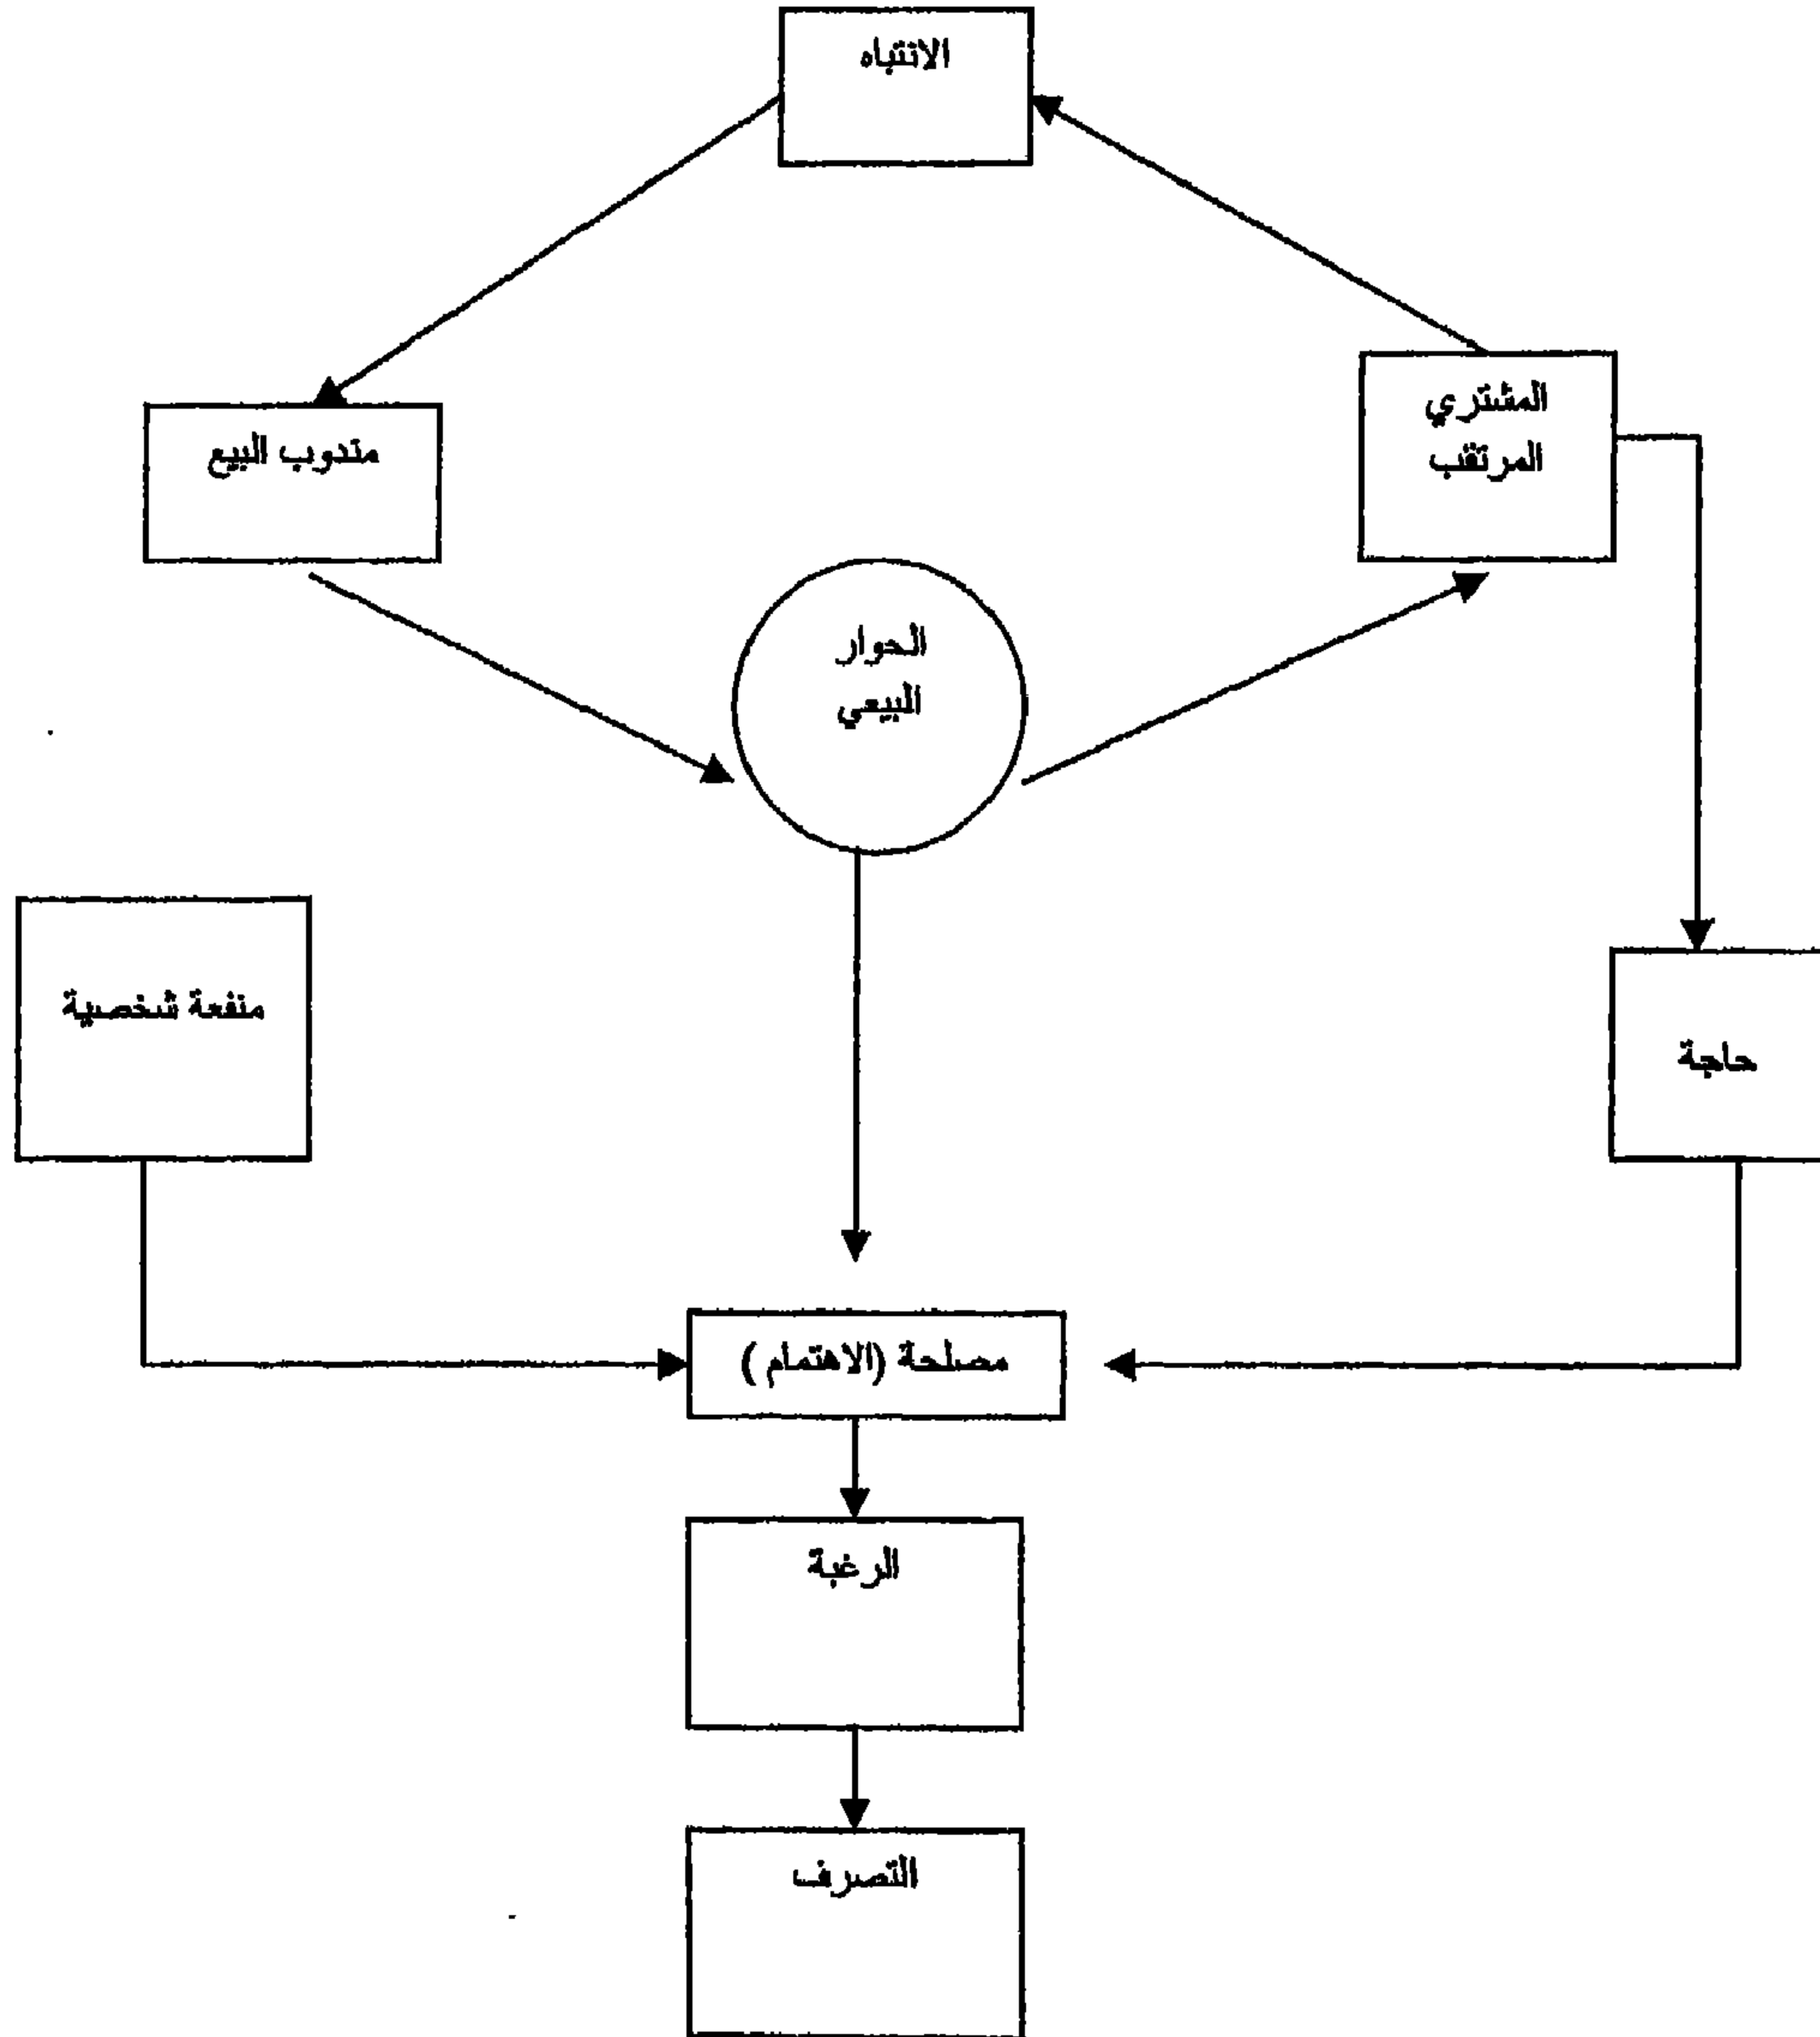 الانتباه
المشتري
المرتقب
مندوب البيع
الحوار
البيعي
منفعة شخصية
حاجة
مصلحة (الاهتمام )
الرغبة
التصرف